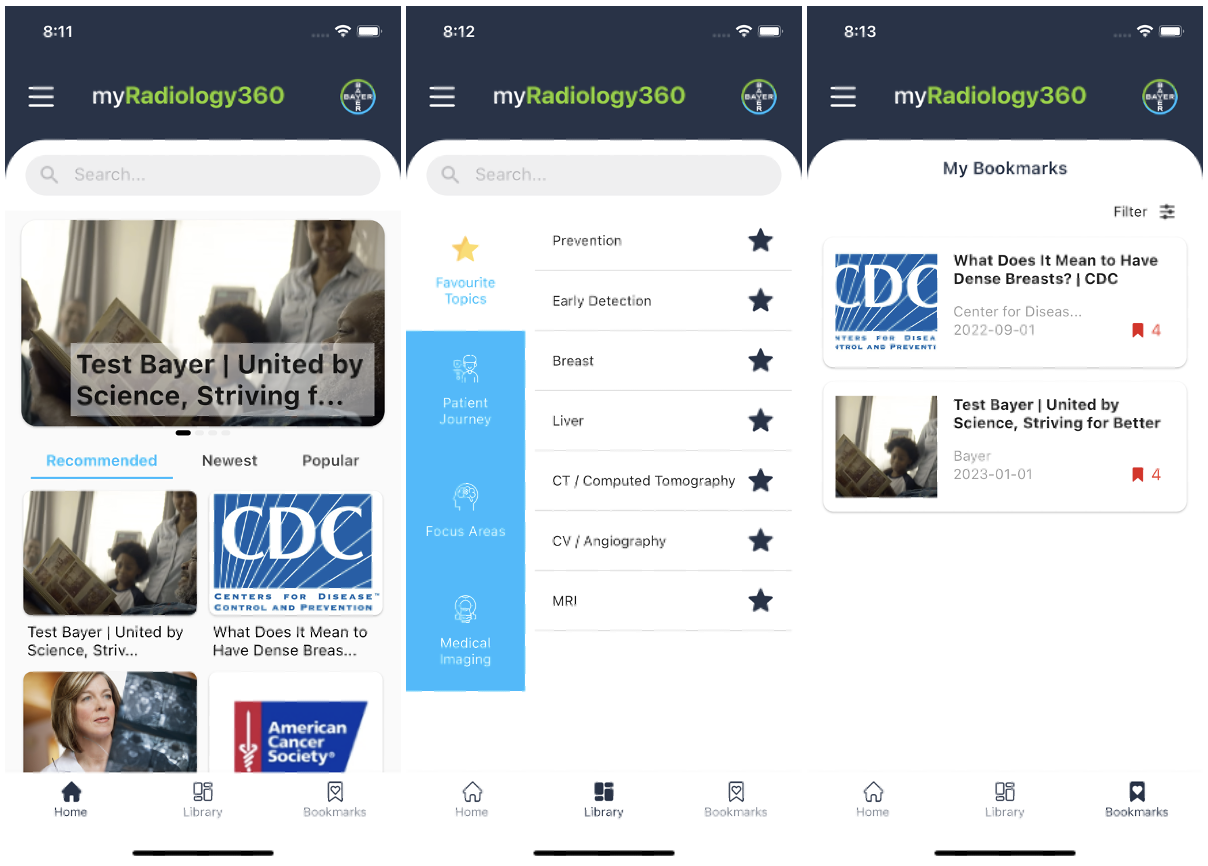 8:11
myRadiology360
BAYER
BAYER
Search...
Test Bayer | United by
Science, Striving f...
Recommended
Newest
Popular
CDC
CENTERS FOR DISEASE™
CONTROL AND PREVENTION
Test Bayer | United by
Science, Striv...
What Does It Mean to
Have Dense Breas...
American
Cancer
Society®
Home
Library
Bookmarks
8:12
myRadiology360
BAYER
BAYER
Search...
Favourite
Topics
Patient
Journey
Focus Areas
Medical
Imaging
Prevention
Early Detection
Breast
Liver
CT / Computed Tomography
CV / Angiography
MRI
Home
Library
Bookmarks
8:13
myRadiology360
BAYER
BAYER
My Bookmarks
Filter
CDC
NTERS FOR DISEA
NTROL AND PREVENTI
What Does It Mean to Have
Dense Breasts? | CDC
Center for Diseas...
2022-09-01
4
Test Bayer | United by
Science, Striving for Better
Bayer
2023-01-01
4
Home
Library
Bookmarks